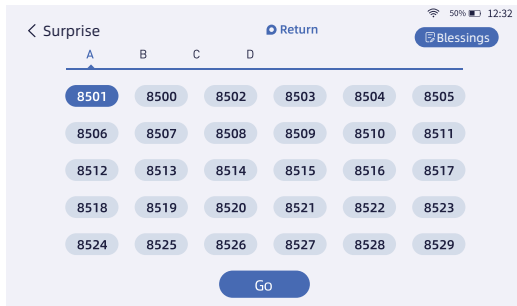 50% 12:32
Surprise
Return
Blessings
A B C D
8501 8500 8502 8503 8504 8505
8506 8507 8508 8509 8510 8511
8512 8513 8514 8515 8516 8517
8518 8519 8520 8521 8522 8523
8524 8525 8526 8527 8528 8529
Go